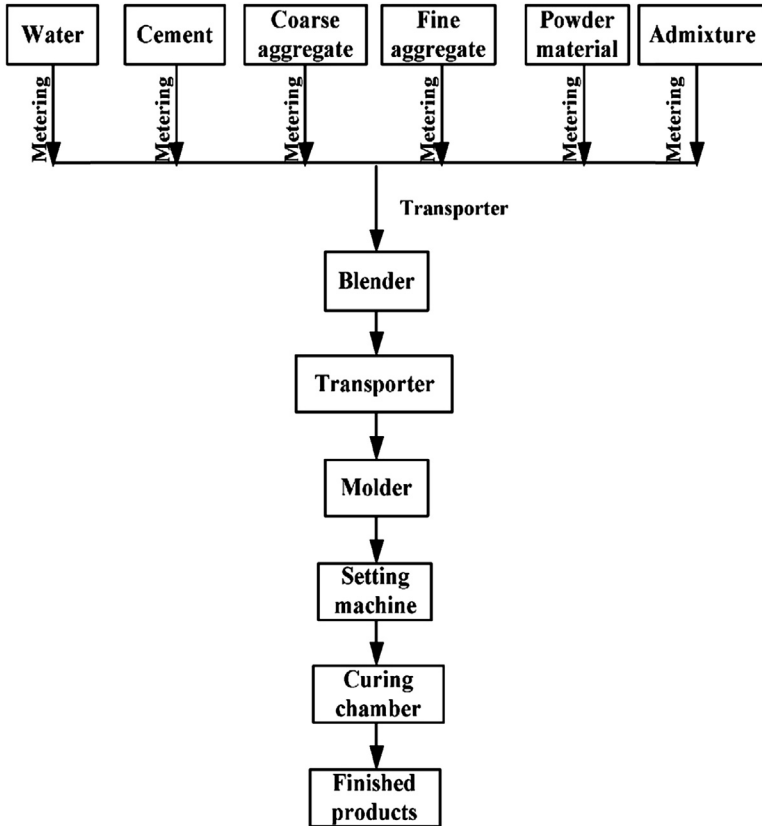 Water
Cement
Coarse
aggregate
Fine
aggregate
Powder
material
Admixture
Metering
Metering
Metering
Metering
Metering
Metering
Transporter
Blender
Transporter
Molder
Setting
machine
Curing
chamber
Finished
products